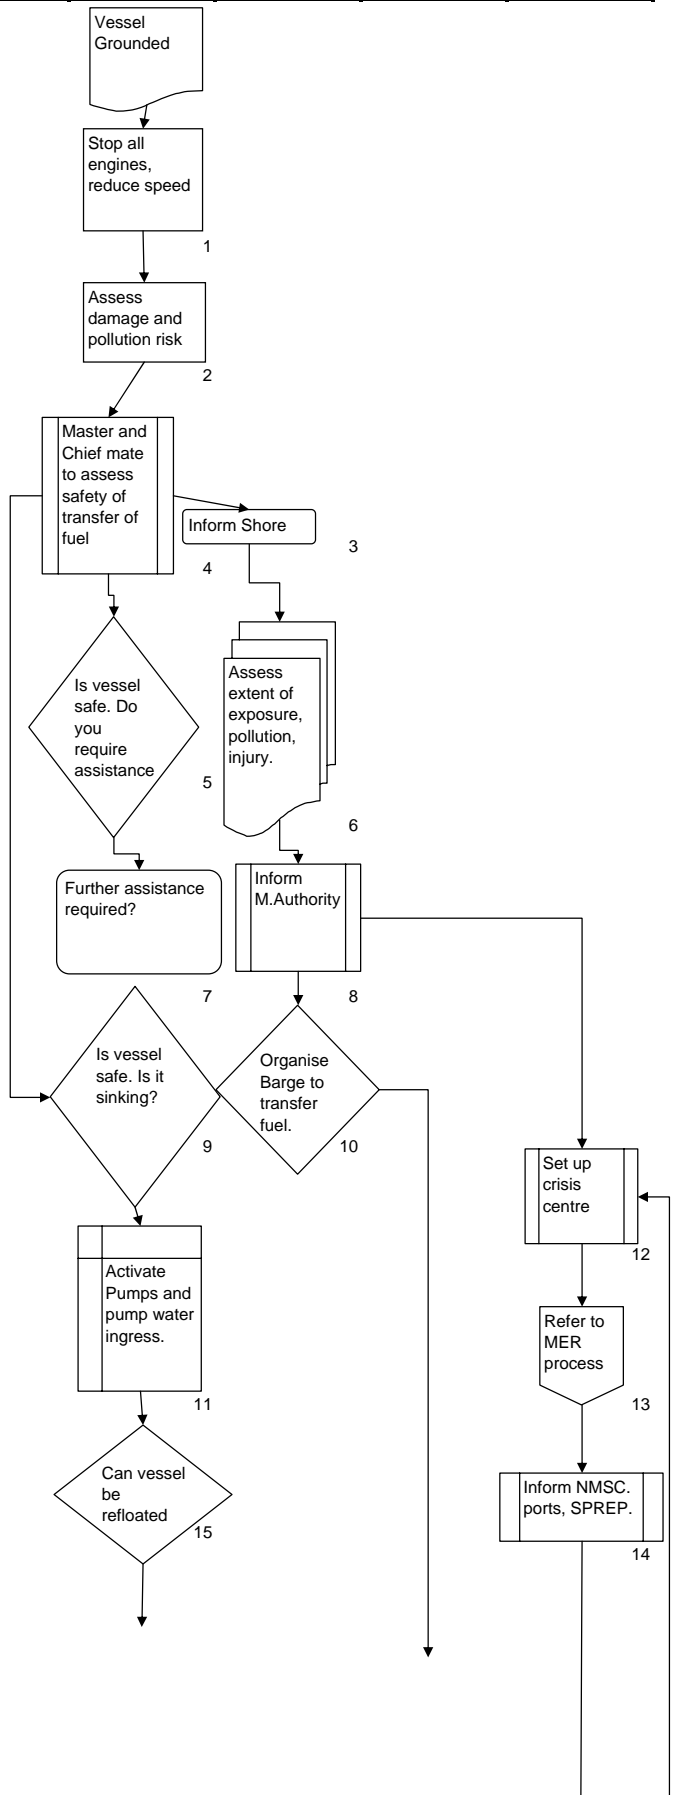 Vessel
Grounded
Stop all
engines,
reduce speed
1
Assess
damage and
pollution risk
2
Master and
Chief mate
to assess
safety of
transfer of
fuel
4
Inform Shore
3
Is vessel
safe. Do
you
require
assistance
5
Assess
extent of
exposure,
pollution,
injury.
6
Further assistance
required?
7
Inform
M.Authority
8
Is vessel
safe. Is it
sinking?
9
Organise
Barge to
transfer
fuel.
10
Set up
crisis
centre
12
Activate
Pumps and
pump water
ingress.
11
Refer to
MER
process
13
Can vessel
be
refloated
15
Inform NMSC.
ports, SPREP.
14